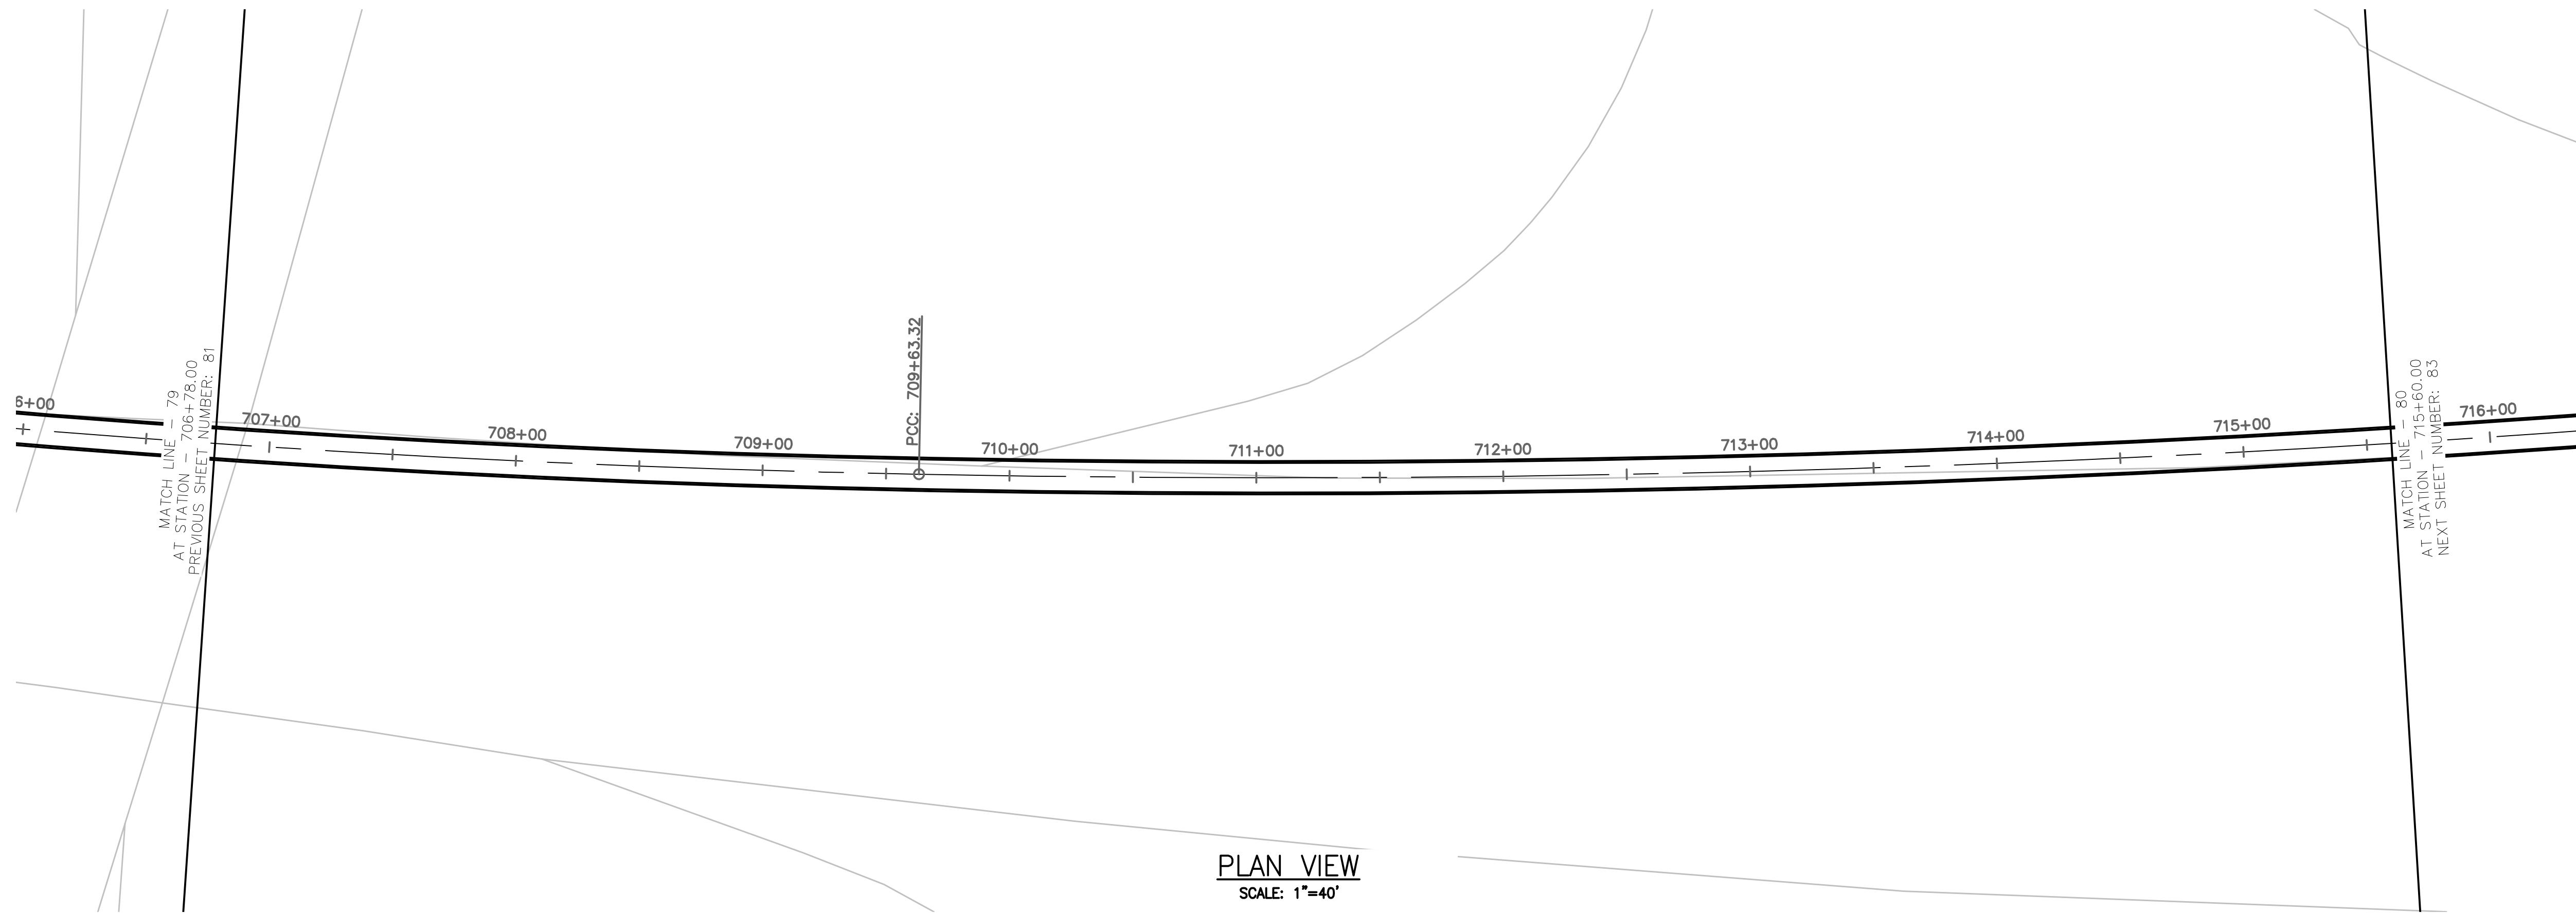 MATCH LINE - 79
AT STATION - 706+78.00
PREVIOUS SHEET NUMBER: 81
6+00
707+00
708+00
709+00
PCC: 709+63.32
710+00
711+00
712+00
713+00
714+00
715+00
716+00
MATCH LINE - 80
AT STATION - 715+60.00
NEXT SHEET NUMBER: 83
PLAN VIEW
SCALE: 1"=40'